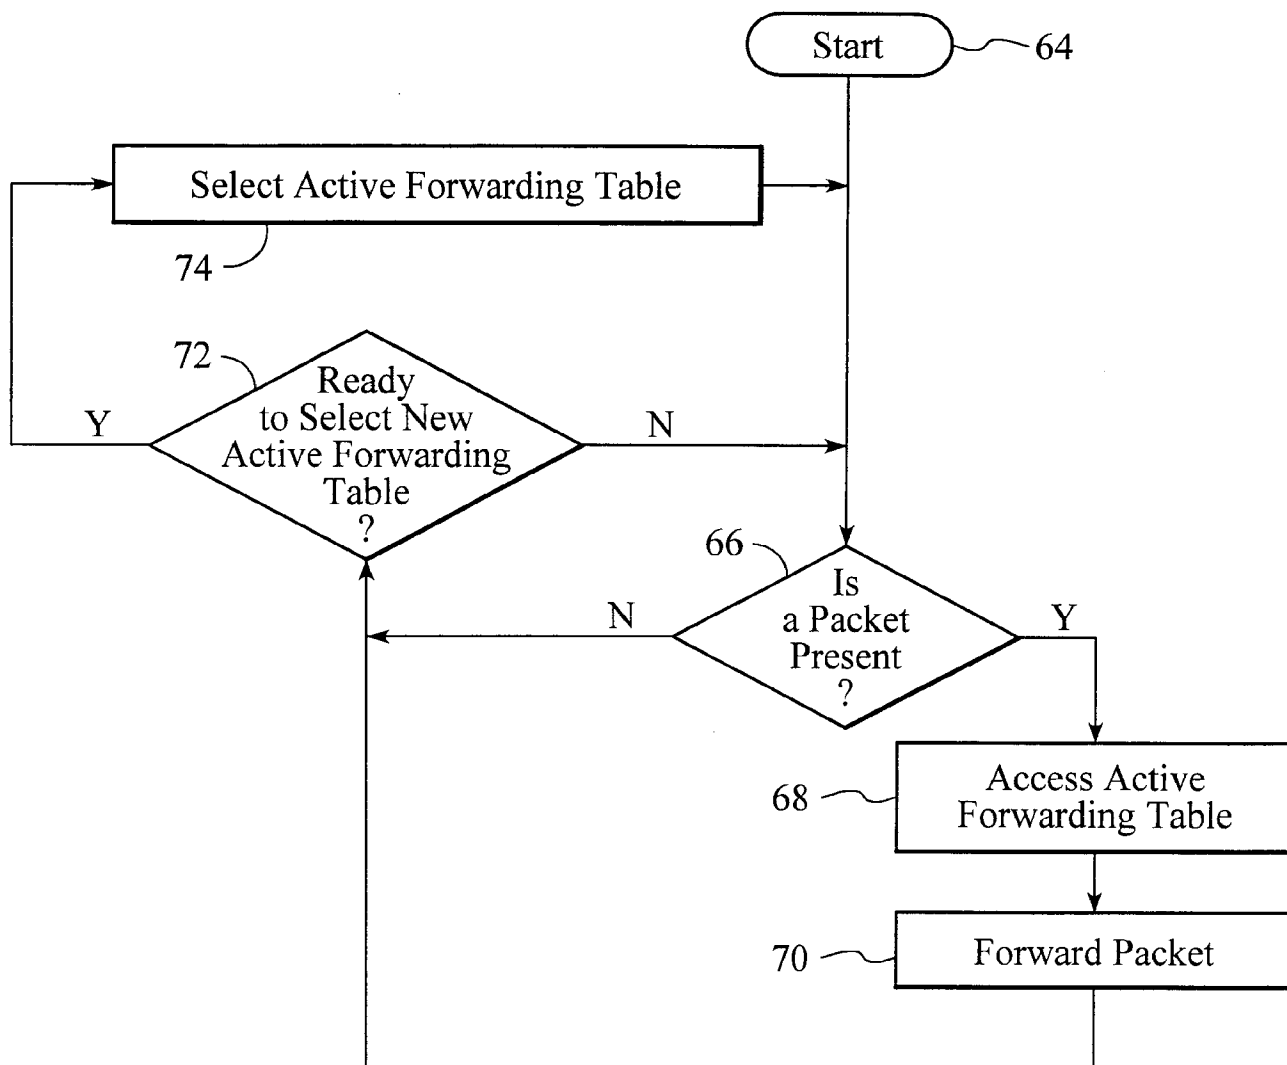 Start
64
Select Active Forwarding Table
74
72
Ready
to Select New
Active Forwarding
Table
?
Y
N
66
Is
a Packet
Present
?
N
Y
68
Access Active
Forwarding Table
70
Forward Packet